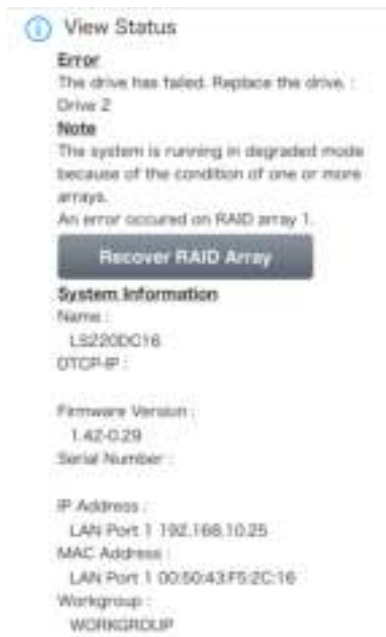 View Status
Error
The drive has failed. Replace the drive. :
Drive 2
Note
The system is running in degraded mode
because of the condition of one or more
arrays.
An error occured on RAID array 1.
Recover RAID Array
System Information
Name :
LS220DC16
DTCP-IP :
Firmware Version :
1.42-0.29
Serial Number :
IP Address :
LAN Port 1 192.168.10.25
MAC Address :
LAN Port 1 00:50:43:F5:2C:16
Workgroup :
WORKGROUP